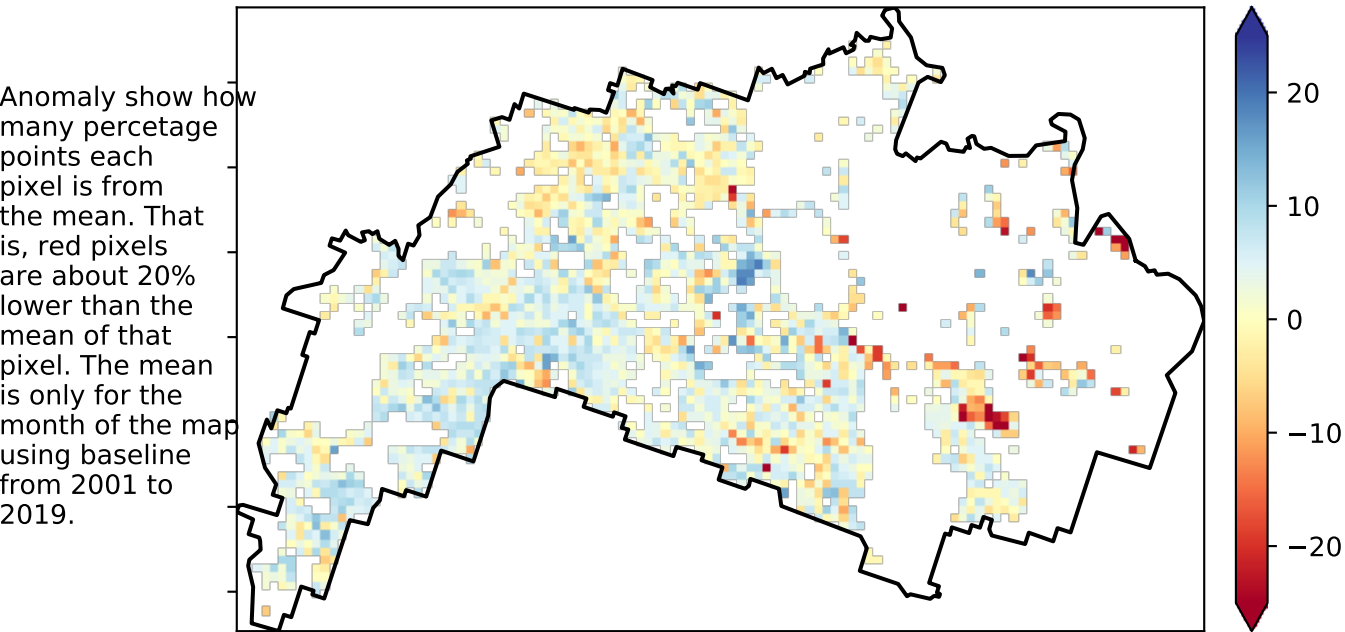 Anomaly show how
many percetage
points each
pixel is from
the mean. That
is, red pixels
are about 20%
lower than the
mean of that
pixel. The mean
is only for the
month of the map
using baseline
from 2001 to
2019.
20
10
0
−10
−20